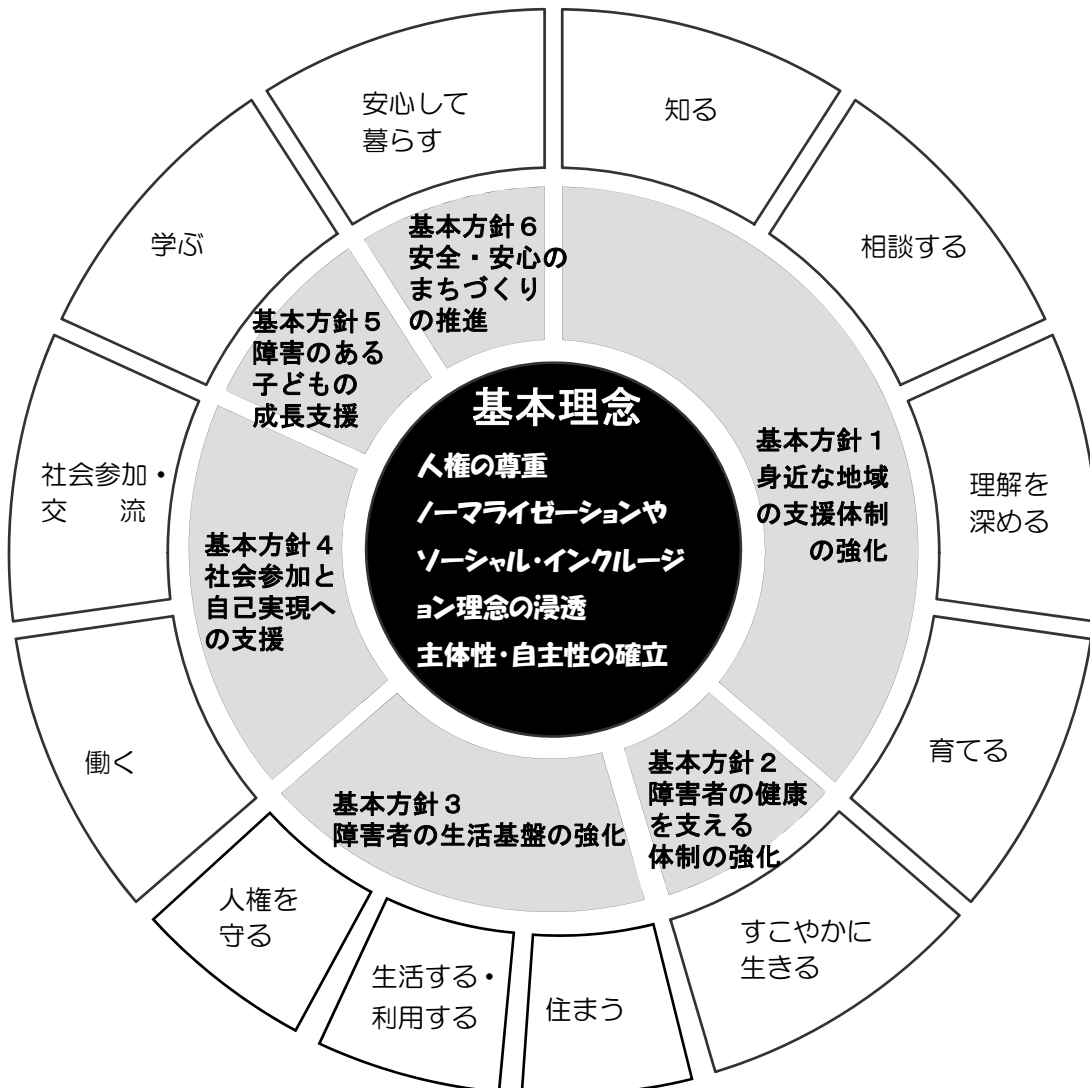 安心して
暮らす
知る
相談する
理解を
深める
育てる
すこやかに
生きる
住まう
生活する・
利用する
人権を
守る
働く
社会参加・
交　　流
学ぶ
基本方針６
安全・安心の
まちづくり
の推進
基本方針５
障害のある
子どもの
成長支援
基本方針１
身近な地域
の支援体制
の強化
基本方針４
社会参加と
自己実現へ
の支援
基本方針３
障害者の生活基盤の強化
基本方針２
障害者の健康
を支える
体制の強化
基本理念
人権の尊重
ノーマライゼーションや
ソーシャル・インクルージ
ョン理念の浸透
主体性・自主性の確立